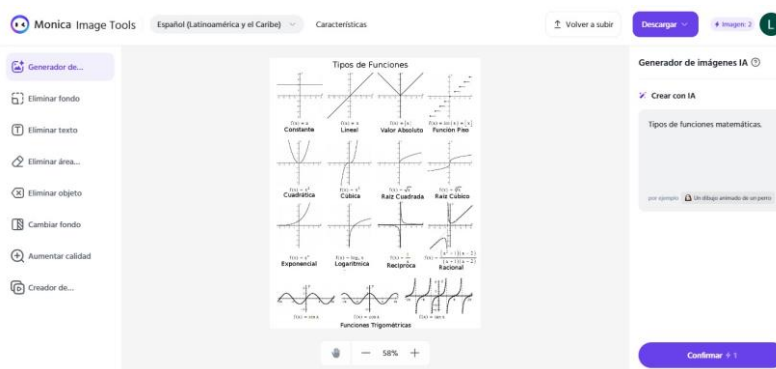 Monica Image Tools
Español (Latinoamérica y el Caribe)
Características
Volver a subir
Descargar
Imagen: 2
L
Generador de...
Eliminar fondo
Eliminar texto
Eliminar área...
Eliminar objeto
Cambiar fondo
Aumentar calidad
Creador de...
Tipos de Funciones
Constante
Lineal
Valor Absoluto
Función Piso
Cuadrática
Cúbica
Raíz Cuadrada
Raíz Cúbico
Exponencial
Logarítmica
Recíproca
Racional
Funciones Trigonométricas
58%
Generador de imágenes IA
Crear con IA
Tipos de funciones matemáticas.
por ejemplo
Un dibujo animado de un perro
Confirmar 1